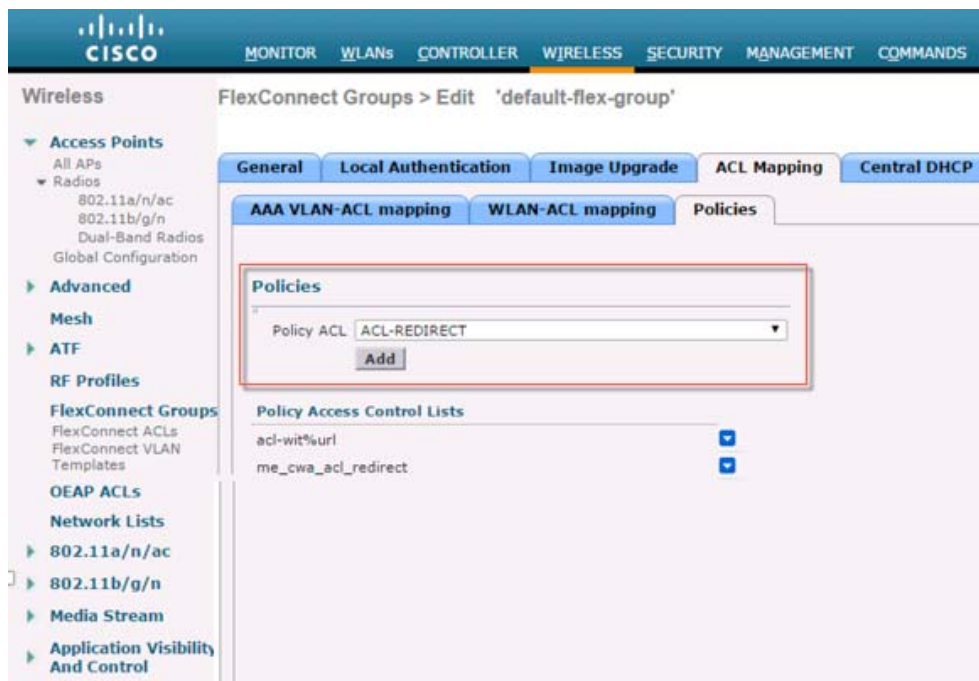 CISCO
MONITOR WLANs CONTROLLER WIRELESS SECURITY MANAGEMENT COMMANDS
Wireless
Access Points
All APs
Radios
802.11a/n/ac
802.11b/g/n
Dual-Band Radios
Global Configuration
Advanced
Mesh
ATF
RF Profiles
FlexConnect Groups
FlexConnect ACLs
FlexConnect VLAN
Templates
OEAP ACLs
Network Lists
802.11a/n/ac
802.11b/g/n
Media Stream
Application Visibility
And Control
FlexConnect Groups > Edit 'default-flex-group'
General Local Authentication Image Upgrade ACL Mapping Central DHCP
AAA VLAN-ACL mapping WLAN-ACL mapping Policies
Policies
Policy ACL ACL-REDIRECT
Add
Policy Access Control Lists
acl-wit%url
me_cwa_acl_redirect